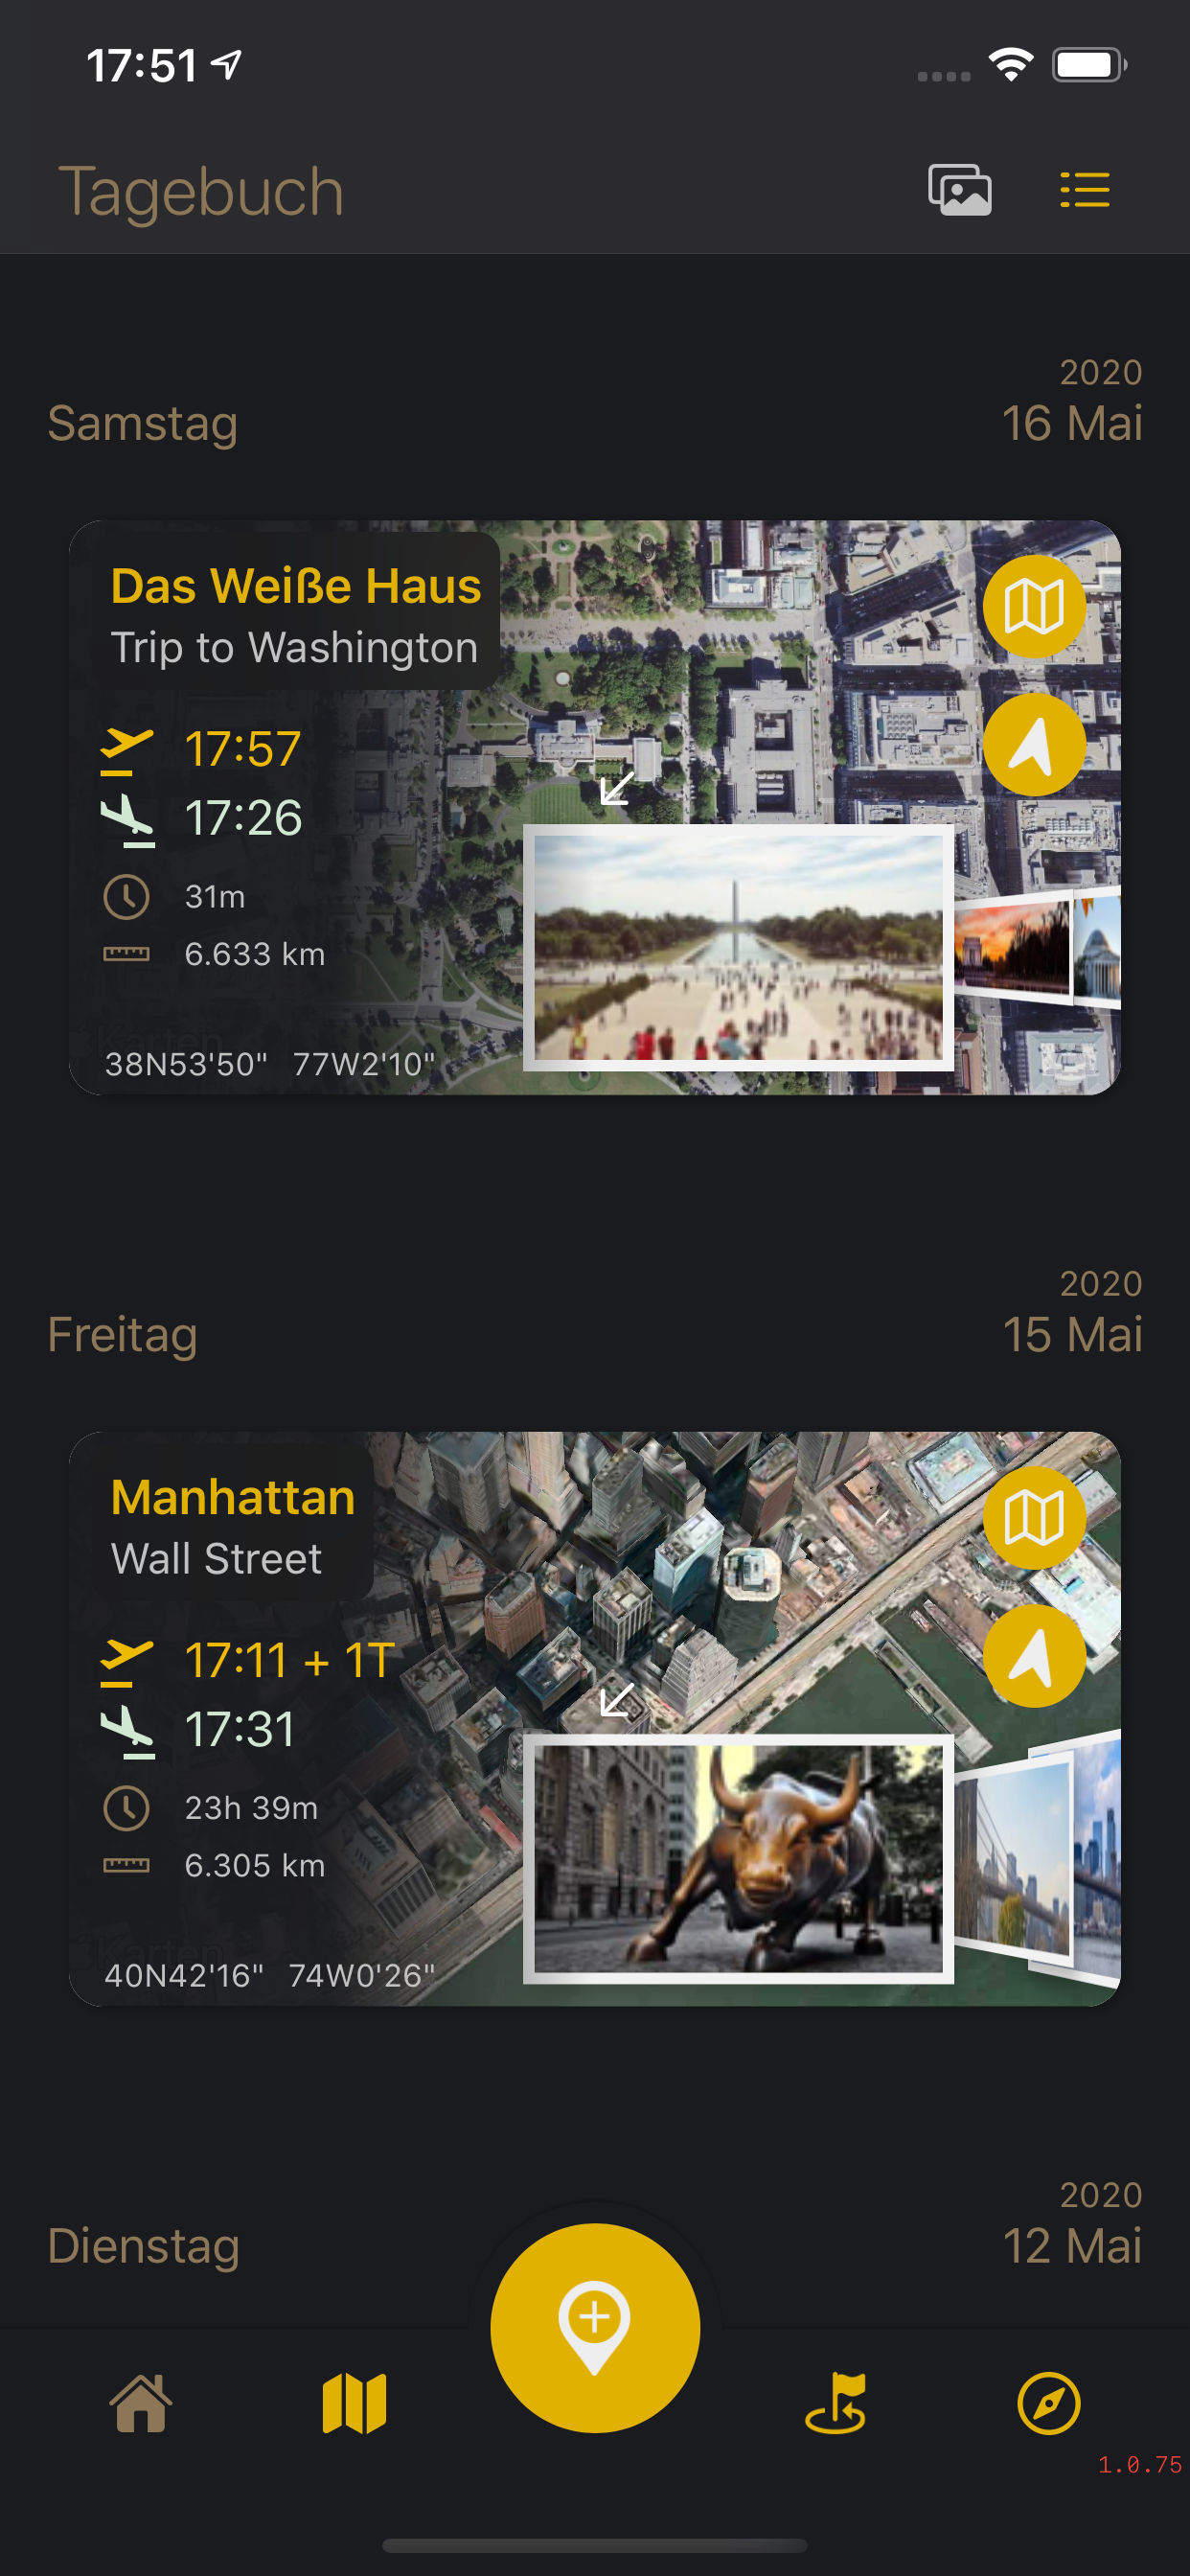 17:51
Tagebuch
2020
Samstag 16 Mai
Das Weiße Haus
Trip to Washington
17:57
17:26
31m
6.633 km
Karten
38N53'50" 77W2'10"
2020
Freitag 15 Mai
Manhattan
Wall Street
17:11 + 1T
17:31
23h 39m
6.305 km
Karten
40N42'16" 74W0'26"
2020
Dienstag 12 Mai
1.0.75